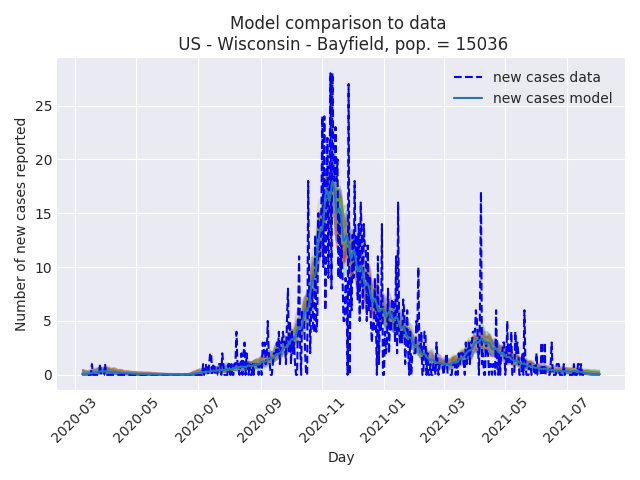 Model comparison to data
US - Wisconsin - Bayfield, pop. = 15036
new cases data
new cases model
Number of new cases reported
25
20
15
10
5
0
2020-03
2020-05
2020-07
2020-09
2020-11
2021-01
2021-03
2021-05
2021-07
Day